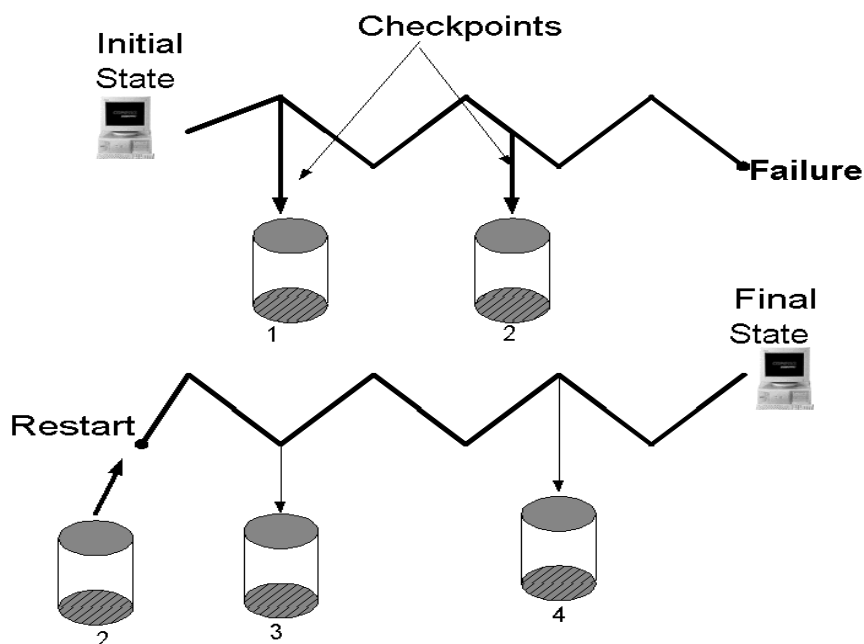 Checkpoints
Initial
State
Failure
1
2
Final
State
Restart
2
3
4